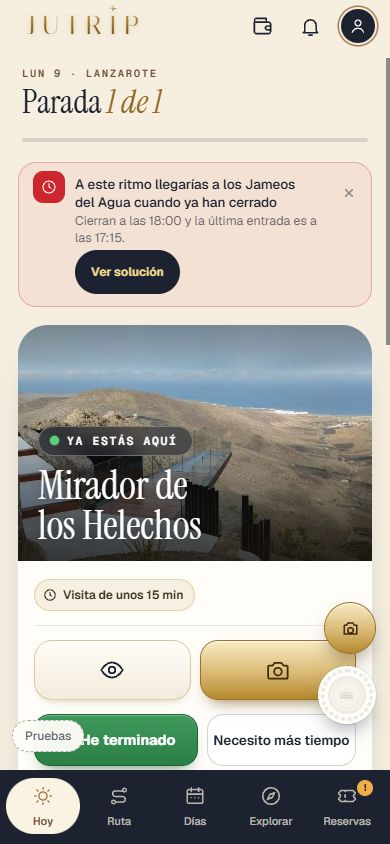 JUTRIP
LUN 9 · LANZAROTE
Parada 1 de 1
A este ritmo llegarías a los Jameos
del Agua cuando ya han cerrado
Cierran a las 18:00 y la última entrada es a
las 17:15.
Ver solución
YA ESTÁS AQUÍ
Mirador de
los Helechos
Visita de unos 15 min
Pruebas
He terminado
Necesito más tiempo
Hoy
Ruta
Días
Explorar
!
Reservas